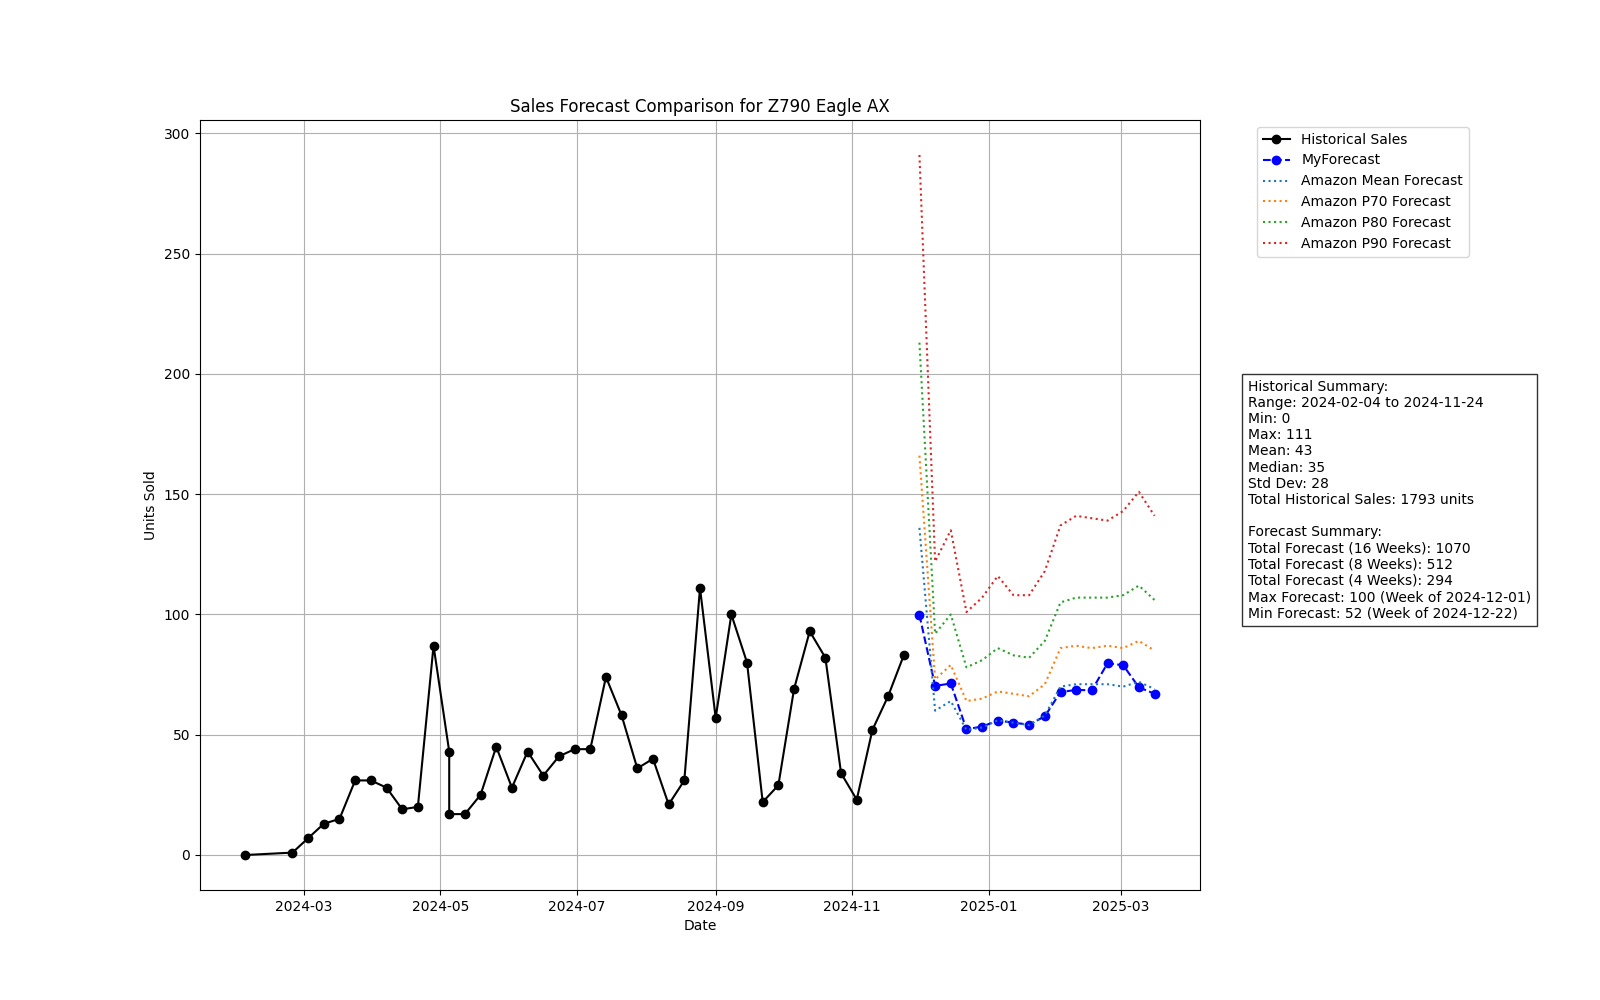 Sales Forecast Comparison for Z790 Eagle AX
300
250
200
150
100
50
0
Units Sold
2024-03
2024-05
2024-07
2024-09
2024-11
2025-01
2025-03
Date
Historical Sales
MyForecast
Amazon Mean Forecast
Amazon P70 Forecast
Amazon P80 Forecast
Amazon P90 Forecast
Historical Summary:
Range: 2024-02-04 to 2024-11-24
Min: 0
Max: 111
Mean: 43
Median: 35
Std Dev: 28
Total Historical Sales: 1793 units
Forecast Summary:
Total Forecast (16 Weeks): 1070
Total Forecast (8 Weeks): 512
Total Forecast (4 Weeks): 294
Max Forecast: 100 (Week of 2024-12-01)
Min Forecast: 52 (Week of 2024-12-22)